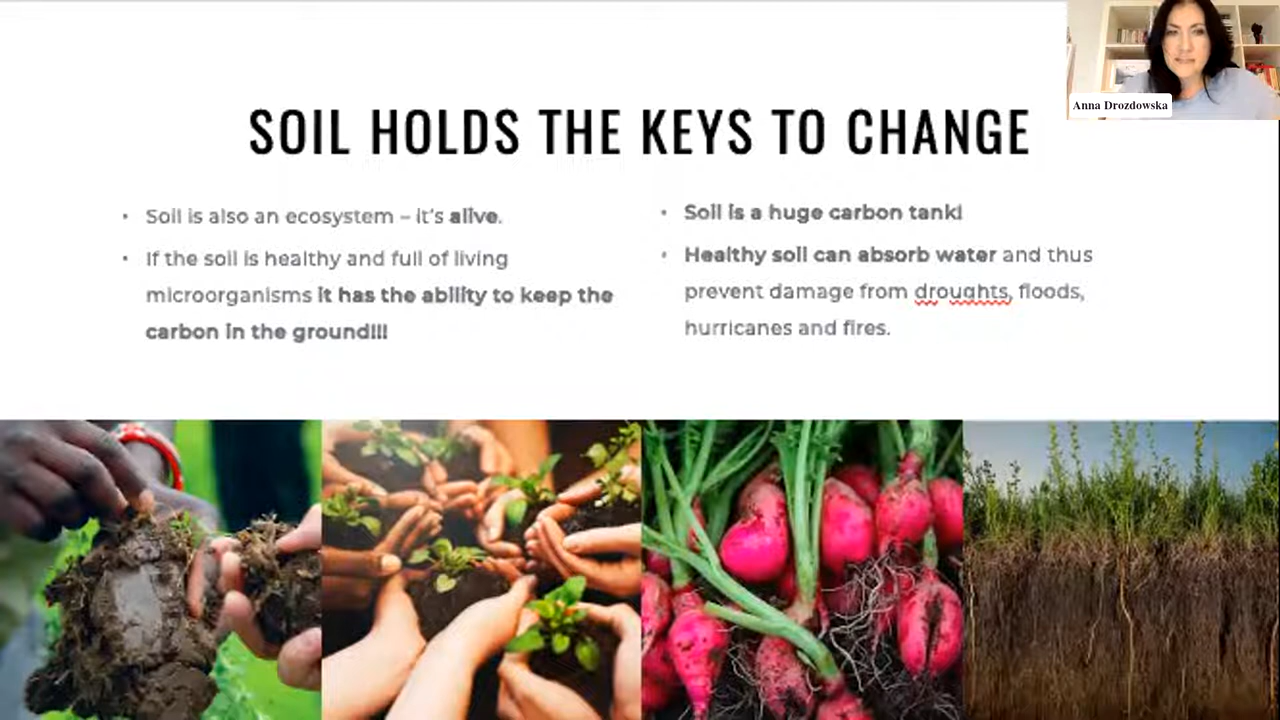 SOIL HOLDS THE KEYS TO CHANGE
• Soil is also an ecosystem – it's alive.
• If the soil is healthy and full of living
microorganisms it has the ability to keep the
carbon in the ground!!!
• Soil is a huge carbon tank!
• Healthy soil can absorb water and thus
prevent damage from droughts, floods,
hurricanes and fires.
Anna Drozdowska